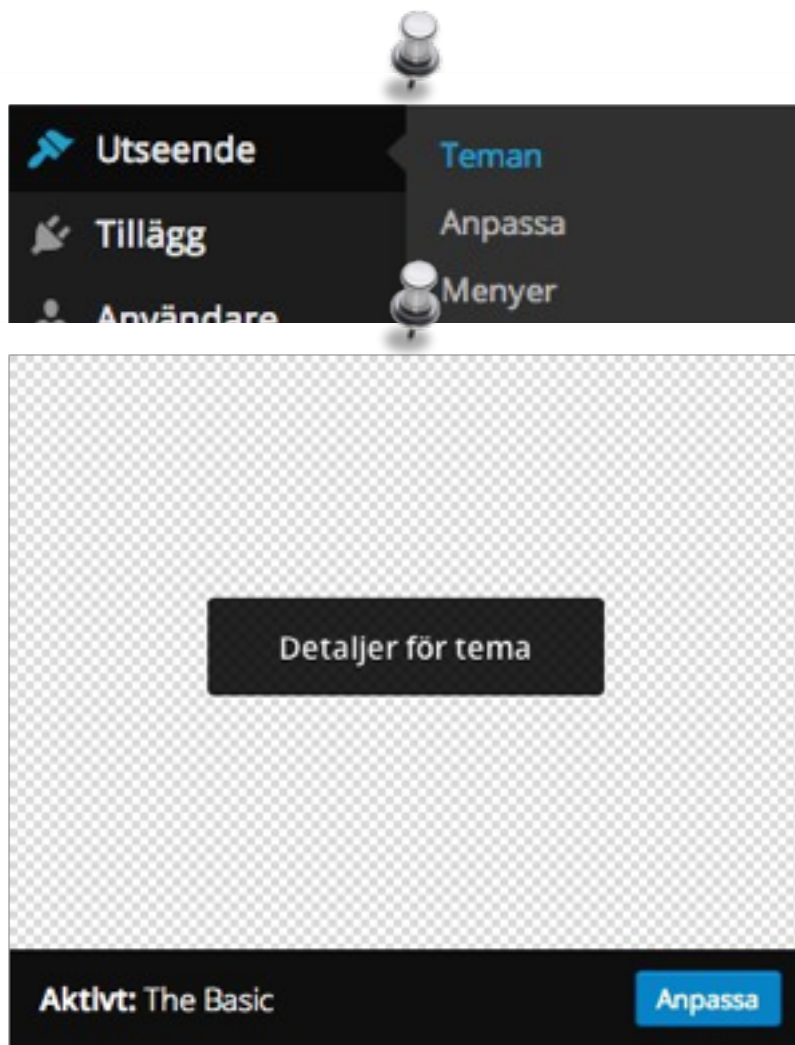 Utseende
Tillägg
Användare
Teman
Anpassa
Menyer
Detaljer för tema
Aktivt: The Basic
Anpassa